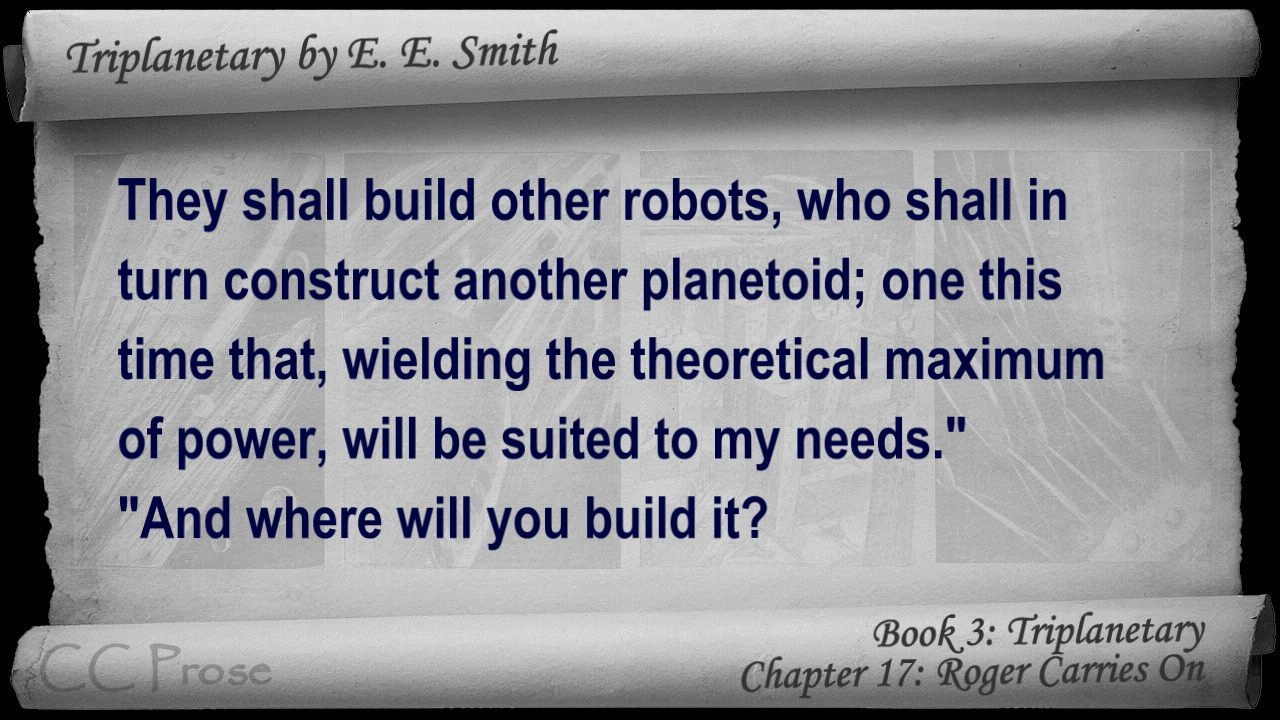 Triplanetary by E. E. Smith
They shall build other robots, who shall in
turn construct another planetoid; one this
time that, wielding the theoretical maximum
of power, will be suited to my needs."
"And where will you build it?
Book 3: Triplanetary
Chapter 17: Roger Carries On
CC Prose